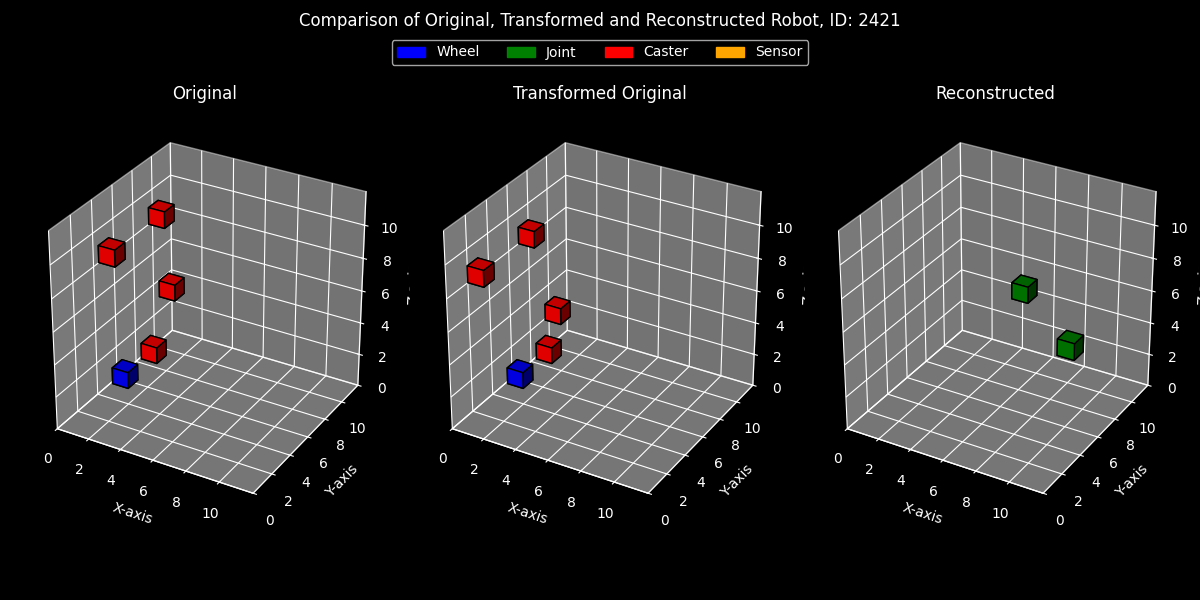 Comparison of Original, Transformed and Reconstructed Robot, ID: 2421
Wheel Joint Caster Sensor
Original Transformed Original Reconstructed
10 10 10
8 8 8
6 6 6
4 4 4
2 2 2
0 0 0
10 10 10
8 8 8
6 6 6
4 4 4
2 2 2
0 0 0
0 2 4 6 8 10 0 2 4 6 8 10 0 2 4 6 8 10
X-axis Y-axis X-axis Y-axis X-axis Y-axis